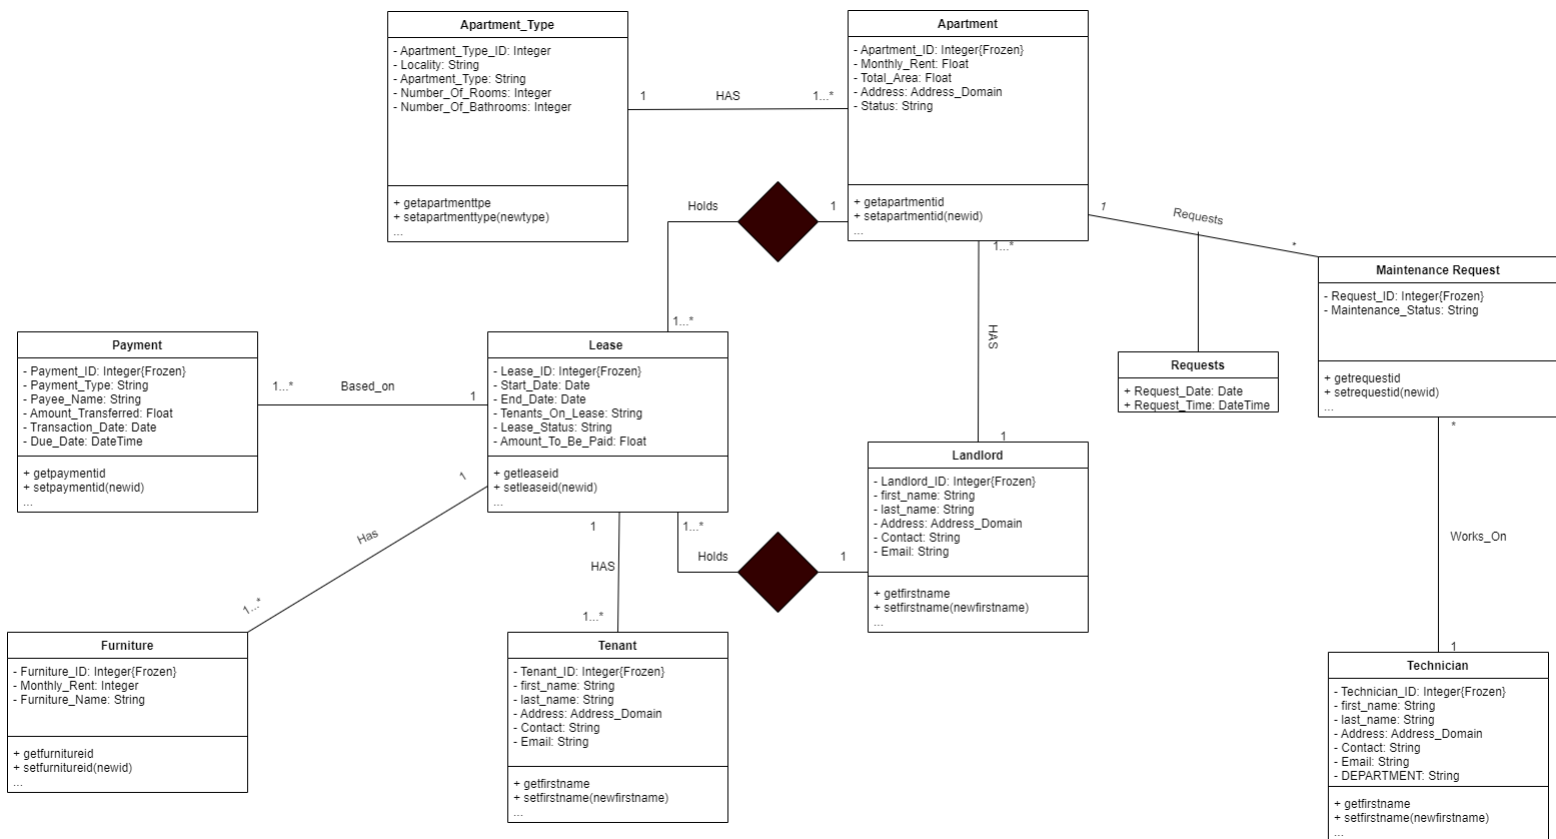 Apartment_Type
- Apartment_Type_ID: Integer
- Locality: String
- Apartment_Type: String
- Number_Of_Rooms: Integer
- Number_Of_Bathrooms: Integer
+ getapartmenttpe
+ setapartmenttype(newtype)
...
1
HAS
1...*
Apartment
- Apartment_ID: Integer{Frozen}
- Monthly_Rent: Float
- Total_Area: Float
- Address: Address_Domain
- Status: String
+ getapartmentid
+ setapartmentid(newid)
...
Holds
1
1...*
1
Requests
*
1...*
HAS
1
Maintenance Request
- Request_ID: Integer{Frozen}
- Maintenance_Status: String
+ getrequestid
+ setrequestid(newid)
...
Requests
+ Request_Date: Date
+ Request_Time: DateTime
Payment
- Payment_ID: Integer{Frozen}
- Payment_Type: String
- Payee_Name: String
- Amount_Transferred: Float
- Transaction_Date: Date
- Due_Date: DateTime
+ getpaymentid
+ setpaymentid(newid)
...
1...*
Based_on
1
Lease
- Lease_ID: Integer{Frozen}
- Start_Date: Date
- End_Date: Date
- Tenants_On_Lease: String
- Lease_Status: String
- Amount_To_Be_Paid: Float
+ getleaseid
+ setleaseid(newid)
...
Landlord
- Landlord_ID: Integer{Frozen}
- first_name: String
- last_name: String
- Address: Address_Domain
- Contact: String
- Email: String
+ getfirstname
+ setfirstname(newfirstname)
...
1
Has
1...*
1
HAS
1...*
1...*
Holds
1
*
Works_On
1
Furniture
- Furniture_ID: Integer{Frozen}
- Monthly_Rent: Integer
- Furniture_Name: String
+ getfurnitureid
+ setfurnitureid(newid)
...
Tenant
- Tenant_ID: Integer{Frozen}
- first_name: String
- last_name: String
- Address: Address_Domain
- Contact: String
- Email: String
+ getfirstname
+ setfirstname(newfirstname)
...
Technician
- Technician_ID: Integer{Frozen}
- first_name: String
- last_name: String
- Address: Address_Domain
- Contact: String
- Email: String
- DEPARTMENT: String
+ getfirstname
+ setfirstname(newfirstname)
...